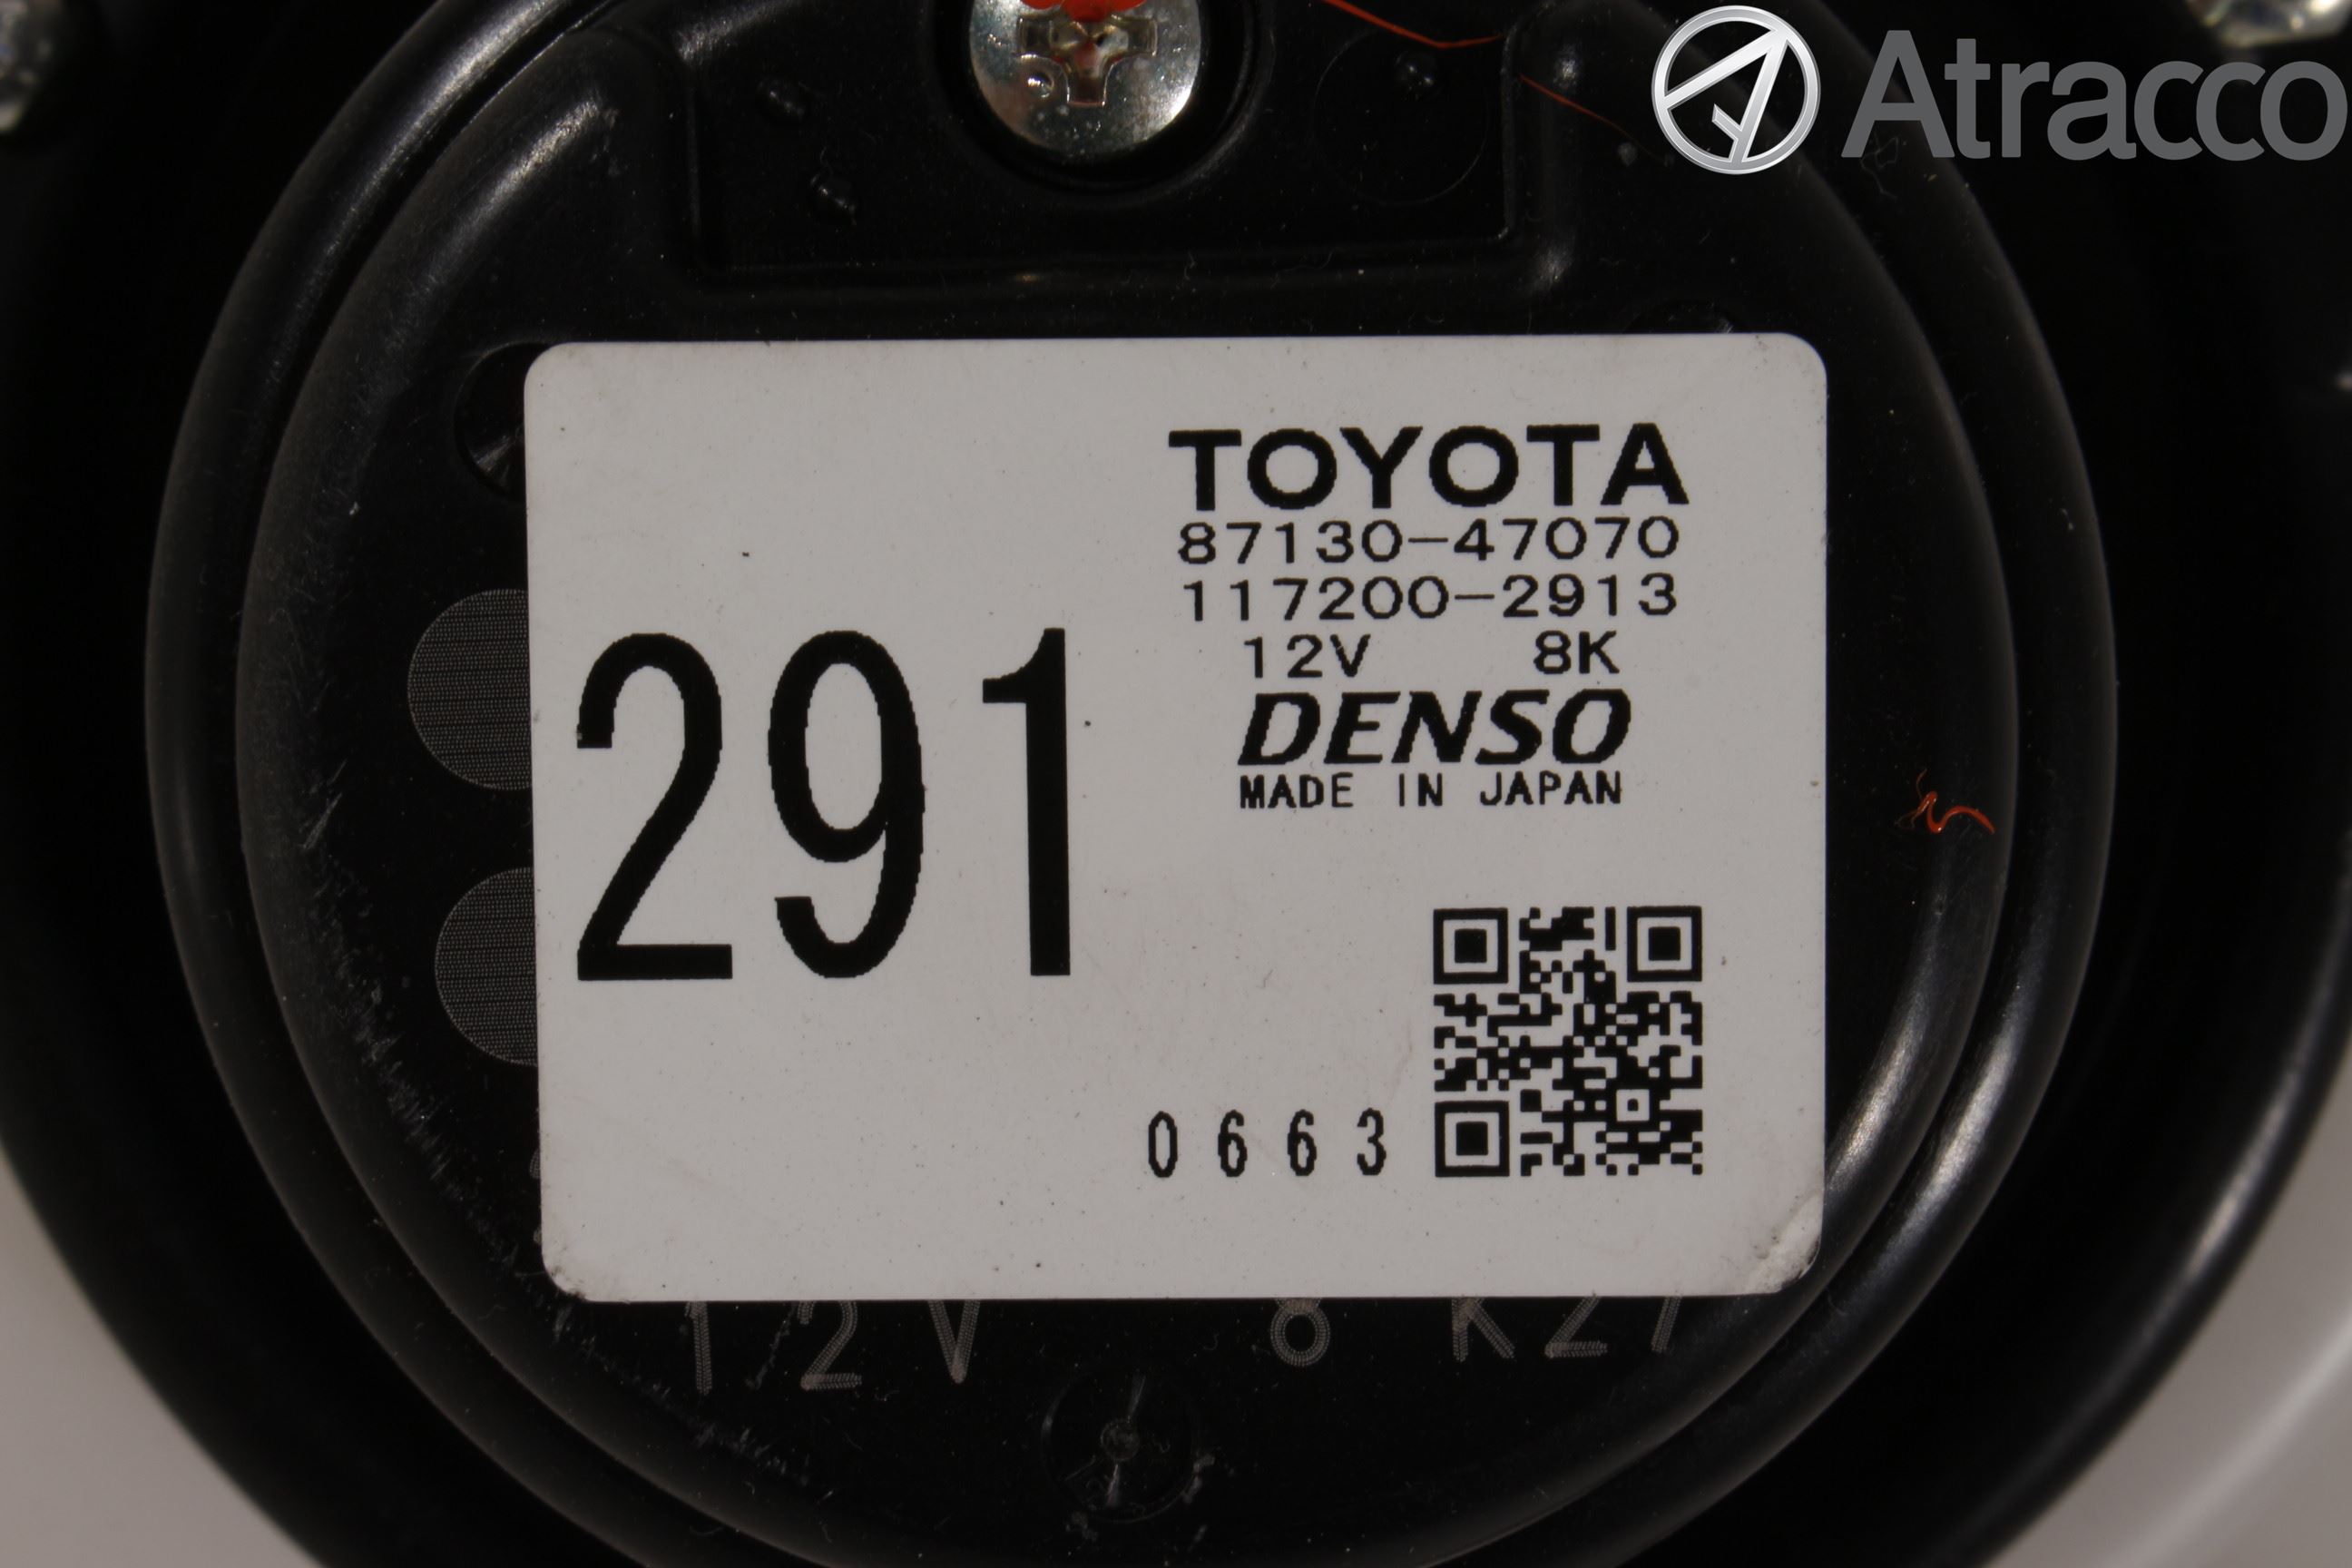 Atracco
TOYOTA
87130-47070
117200-2913
12V 8K
DENSO
MADE IN JAPAN
291
0663
12V 8 K27